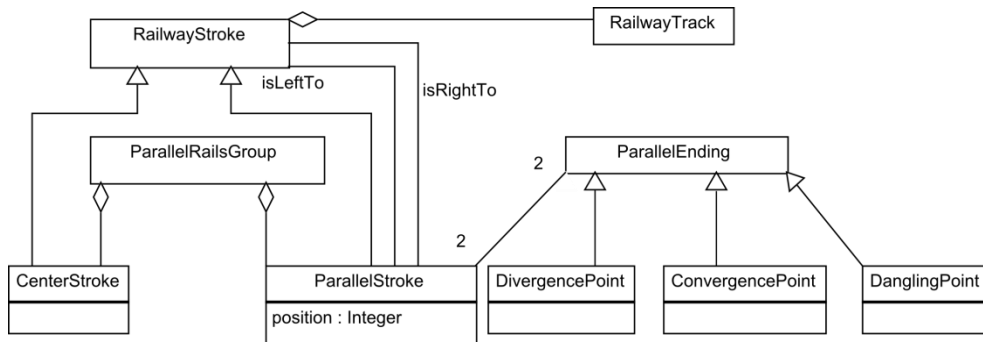 RailwayStroke
RailwayTrack
isLeftTo
isRightTo
ParallelRailsGroup
ParallelEnding
2
2
CenterStroke
ParallelStroke
DivergencePoint
ConvergencePoint
DanglingPoint
position : Integer